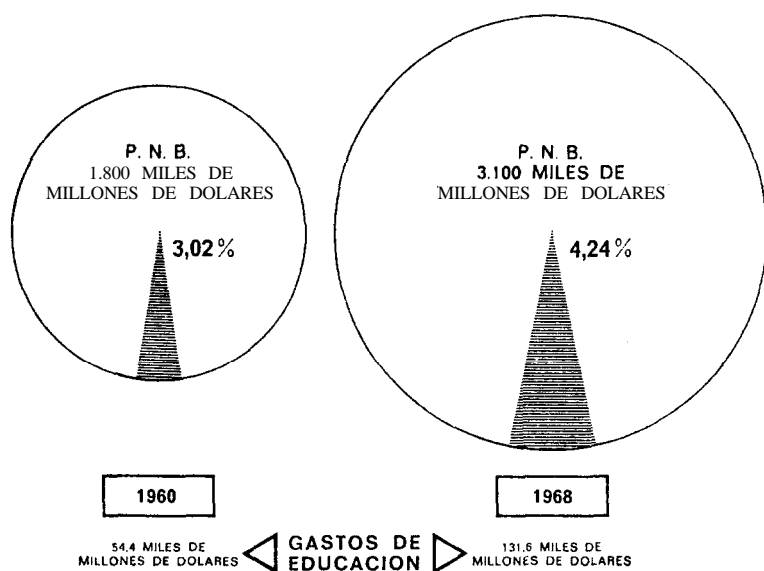 P. N. B.
1.800 MILES DE
MILLONES DE DOLARES
3,02%
P. N. B.
3.100 MILES DE
MILLONES DE DOLARES
4,24%
1960
1968
54.4 MILES DE
MILLONES DE DOLARES
GASTOS DE
EDUCACION
131.6 MILES DE
MILLONES DE DOLARES